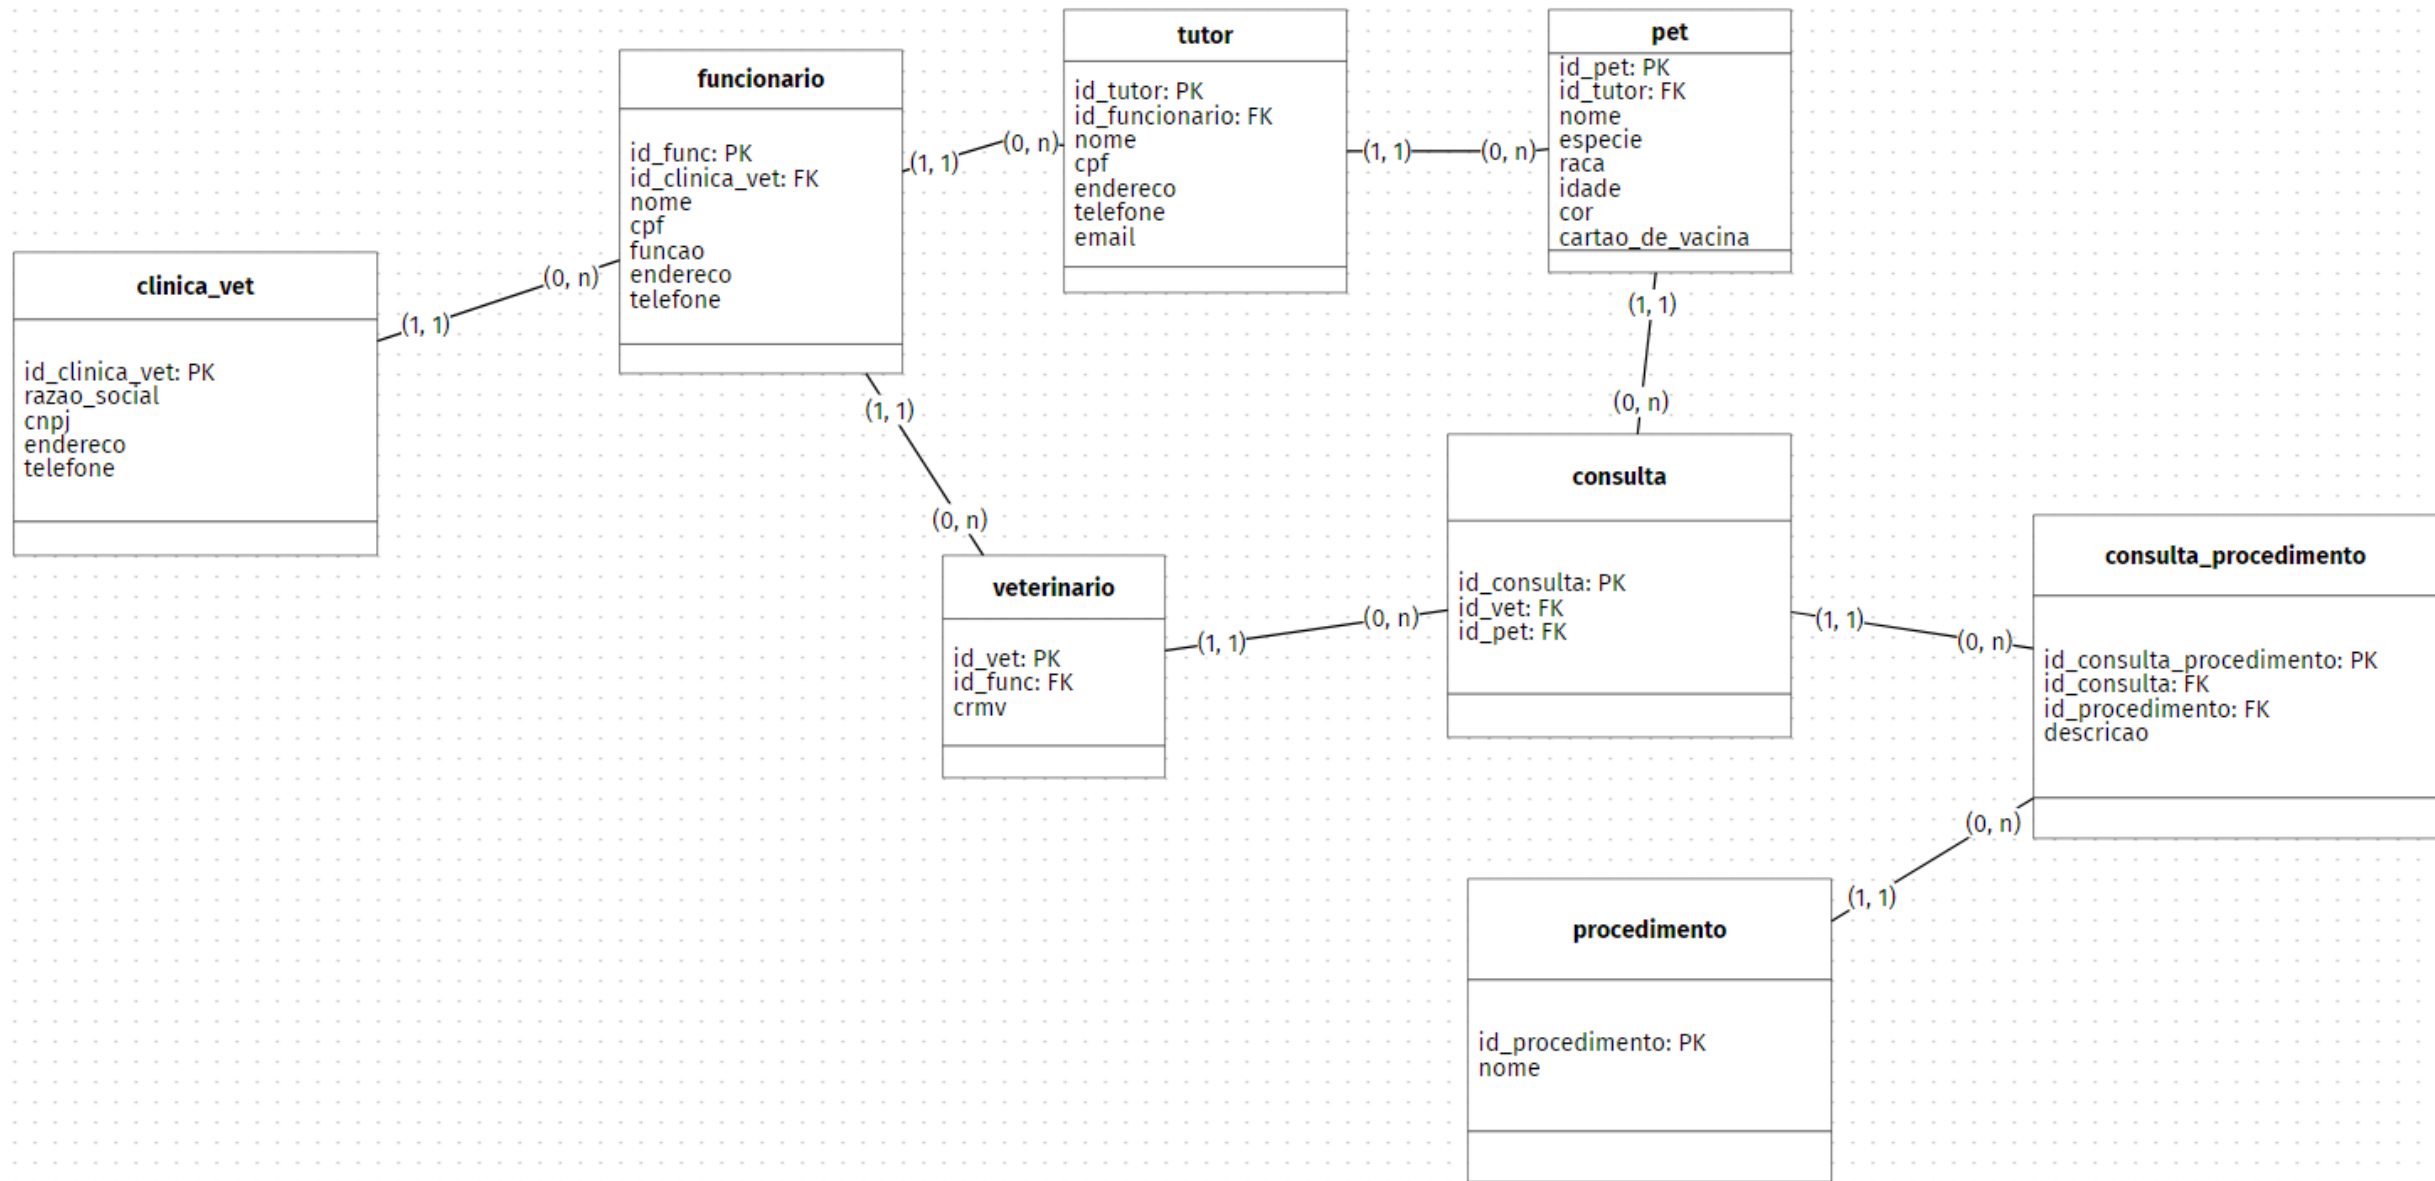 clinica_vet
id_clinica_vet: PK
razao_social
cnpj
endereco
telefone
(1, 1)
(0, n)
funcionario
id_func: PK
id_clinica_vet: FK
nome
cpf
funcao
endereco
telefone
(1, 1)
(0, n)
tutor
id_tutor: PK
id_funcionario: FK
nome
cpf
endereco
telefone
email
(1, 1)
(0, n)
pet
id_pet: PK
id_tutor: FK
nome
especie
raca
idade
cor
cartao_de_vacina
(1, 1)
(0, n)
(1, 1)
(0, n)
veterinario
id_vet: PK
id_func: FK
crmv
(1, 1)
(0, n)
consulta
id_consulta: PK
id_vet: FK
id_pet: FK
(1, 1)
(0, n)
consulta_procedimento
id_consulta_procedimento: PK
id_consulta: FK
id_procedimento: FK
descricao
(0, n)
(1, 1)
procedimento
id_procedimento: PK
nome